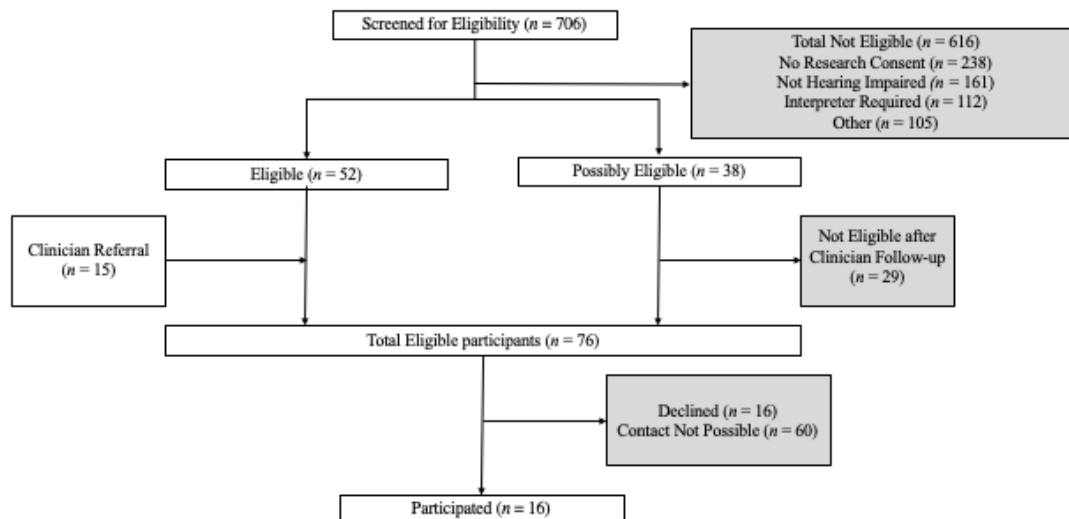 Screened for Eligibility (n = 706)
Total Not Eligible (n = 616)
No Research Consent (n = 238)
Not Hearing Impaired (n = 161)
Interpreter Required (n = 112)
Other (n = 105)
Eligible (n = 52)
Possibly Eligible (n = 38)
Clinician Referral
(n = 15)
Not Eligible after
Clinician Follow-up
(n = 29)
Total Eligible participants (n = 76)
Declined (n = 16)
Contact Not Possible (n = 60)
Participated (n = 16)